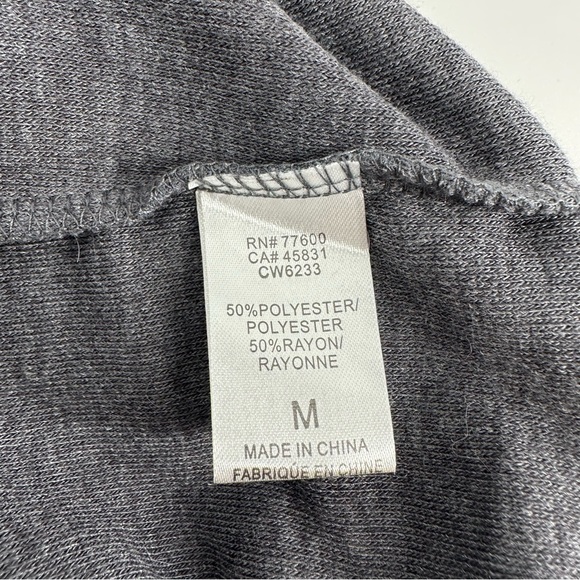 RN# 77600
CA# 45831
CW6233
50%POLYESTER/
POLYESTER
50%RAYON/
RAYONNE
M
MADE IN CHINA
FABRIQUE EN CHINE